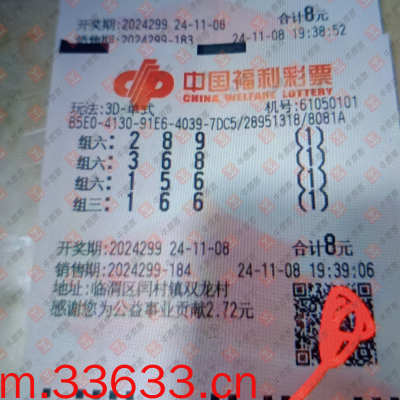 开奖期:2024299 24-11-08 合计8元
销售期:2024299-183 24-11-08 19:38:52
中国福利彩票
CHINA WELFARE LOTTERY
玩法:3D-单式 机号:61050101
85E0-4130-91E6-4039-7DC5/28951318/8081A
组六: 2 8 9 (1)
组六: 3 6 8 (1)
组六: 1 5 6 (1)
组三: 1 6 6 (1)
开奖期:2024299 24-11-08 合计8元
销售期:2024299-184 24-11-08 19:39:06
地址:临渭区闫村镇双龙村
感谢您为公益事业贡献2.72元
m.33633.cn